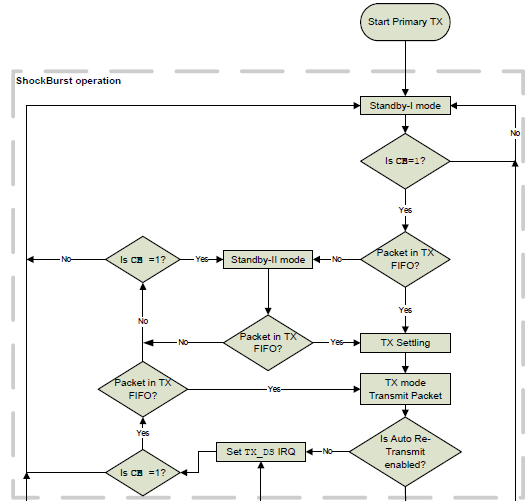 Start Primary TX
ShockBurst operation
Standby-I mode
No
Is CE=1?
Yes
No
Is CE =1?
Yes
Standby-II mode
No
Packet in TX
FIFO?
No
Yes
No
Packet in TX
FIFO?
Yes
TX Settling
Packet in TX
FIFO?
Yes
TX mode
Transmit Packet
Yes
Is CE =1?
Set TX_DS IRQ
No
Is Auto Re-
Transmit
enabled?